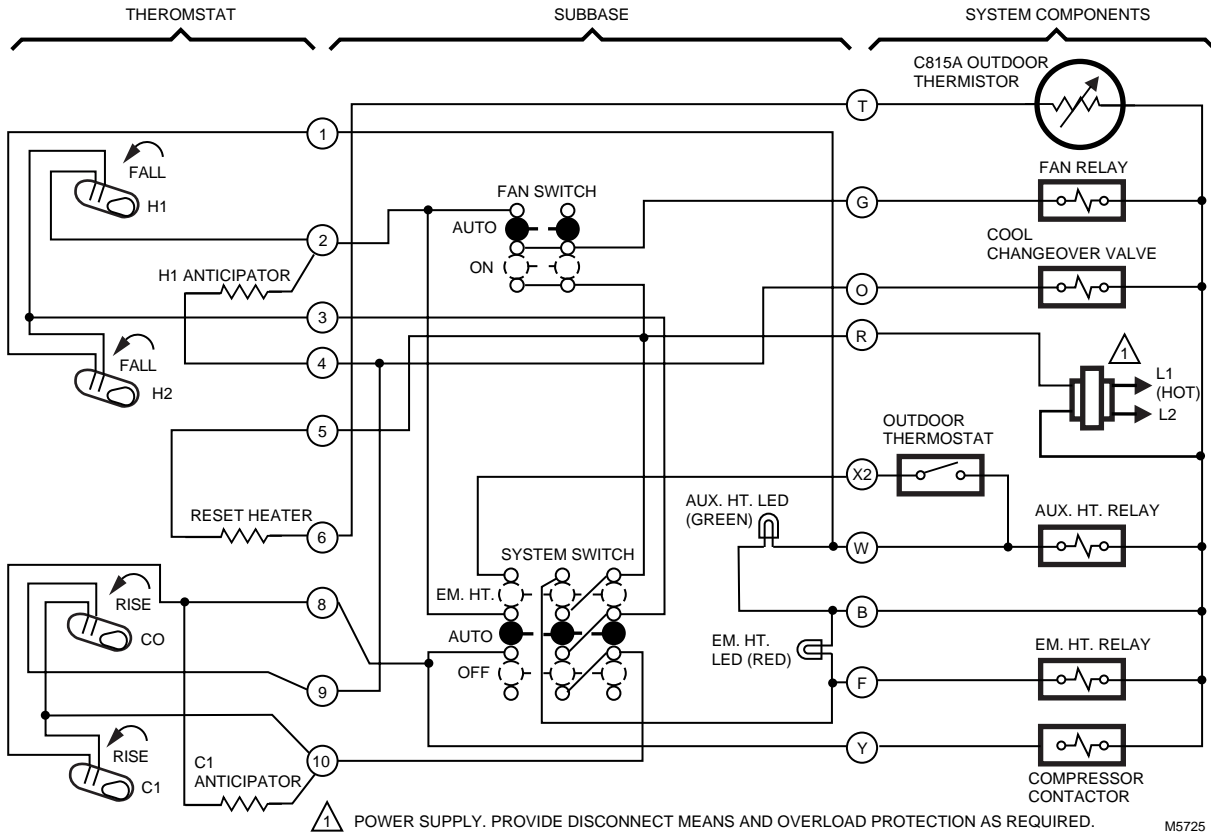 THEROMSTAT
SUBBASE
SYSTEM COMPONENTS
C815A OUTDOOR
THERMISTOR
T
1
FALL
H1
FAN SWITCH
AUTO
ON
FAN RELAY
G
2
COOL
CHANGEOVER VALVE
H1 ANTICIPATOR
O
3
R
4
FALL
H2
1
L1
(HOT)
L2
5
OUTDOOR
THERMOSTAT
X2
AUX. HT. LED
(GREEN)
AUX. HT. RELAY
RESET HEATER
6
W
SYSTEM SWITCH
EM. HT.
AUTO
OFF
RISE
CO
8
B
EM. HT.
LED (RED)
EM. HT. RELAY
9
F
RISE
C1
C1
ANTICIPATOR
10
Y
COMPRESSOR
CONTACTOR
1 POWER SUPPLY. PROVIDE DISCONNECT MEANS AND OVERLOAD PROTECTION AS REQUIRED.
M5725